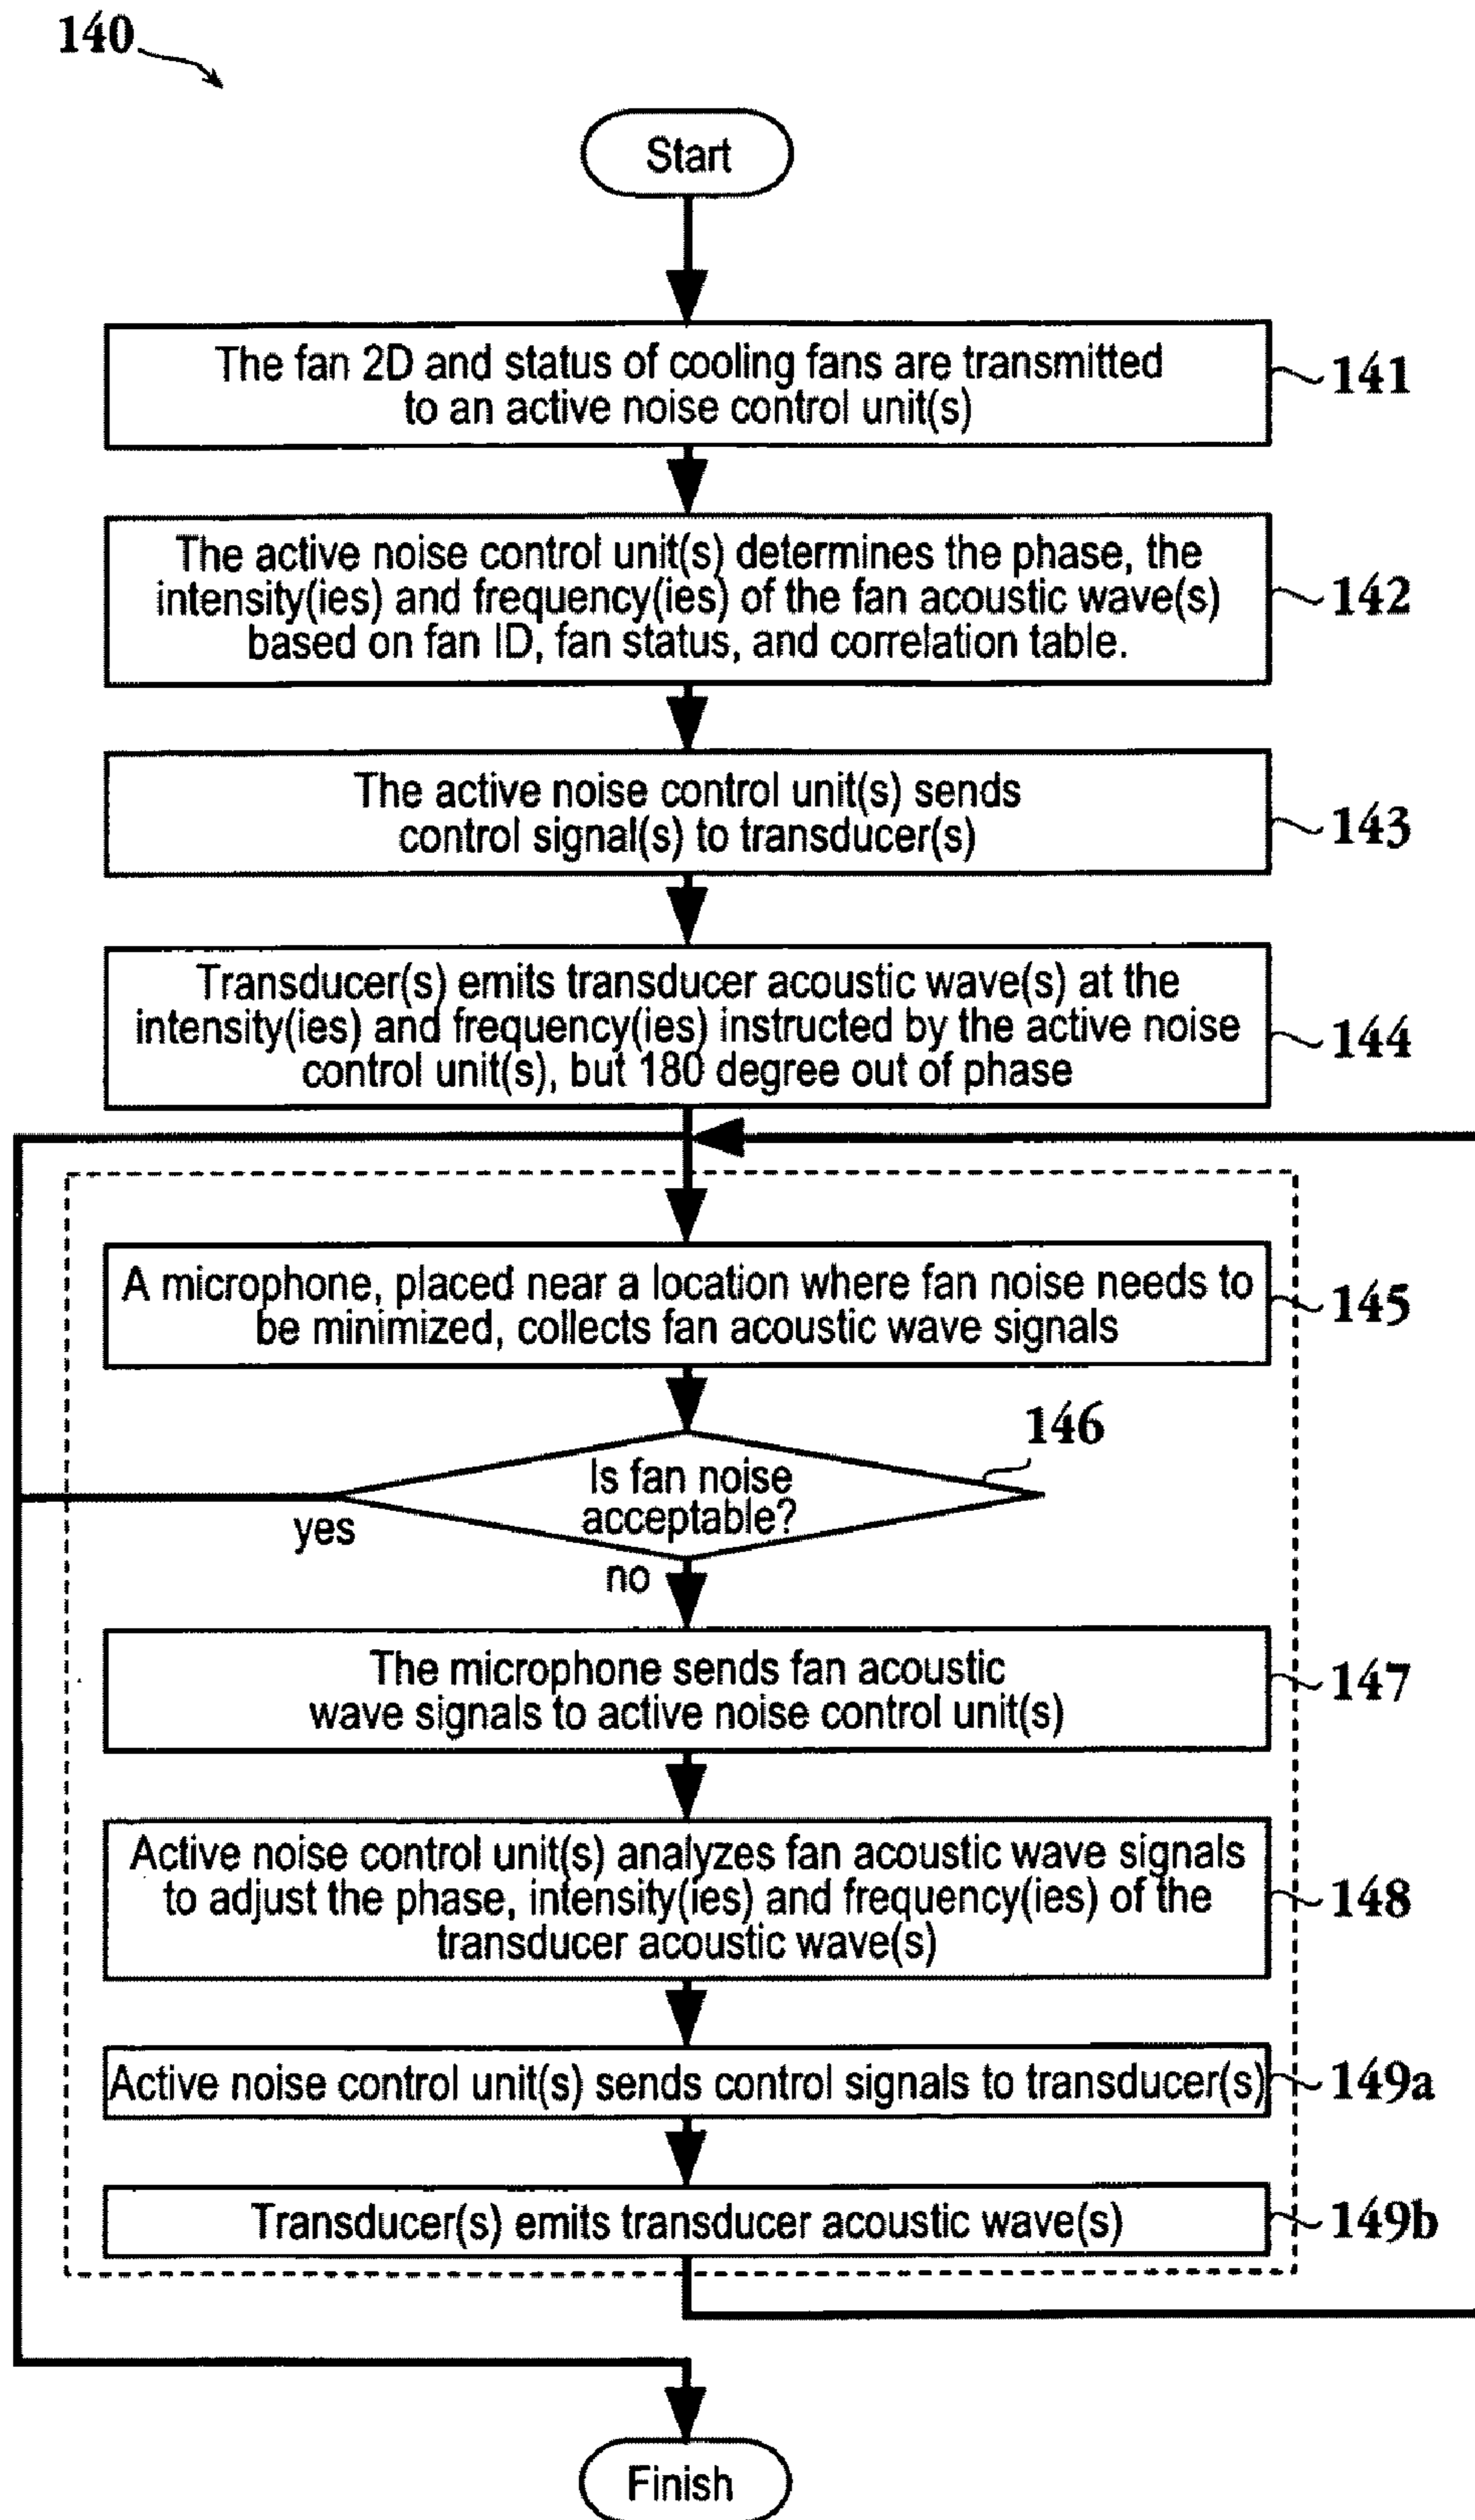 140
Start
The fan 2D and status of cooling fans are transmitted
to an active noise control unit(s)
141
The active noise control unit(s) determines the phase, the
intensity(ies) and frequency(ies) of the fan acoustic wave(s)
based on fan ID, fan status, and correlation table.
142
The active noise control unit(s) sends
control signal(s) to transducer(s)
143
Transducer(s) emits transducer acoustic wave(s) at the
intensity(ies) and frequency(ies) instructed by the active noise
control unit(s), but 180 degree out of phase
144
A microphone, placed near a location where fan noise needs to
be minimized, collects fan acoustic wave signals
145
146
Is fan noise
acceptable?
yes
no
The microphone sends fan acoustic
wave signals to active noise control unit(s)
147
Active noise control unit(s) analyzes fan acoustic wave signals
to adjust the phase, intensity(ies) and frequency(ies) of the
transducer acoustic wave(s)
148
Active noise control unit(s) sends control signals to transducer(s)
149a
Transducer(s) emits transducer acoustic wave(s)
149b
Finish